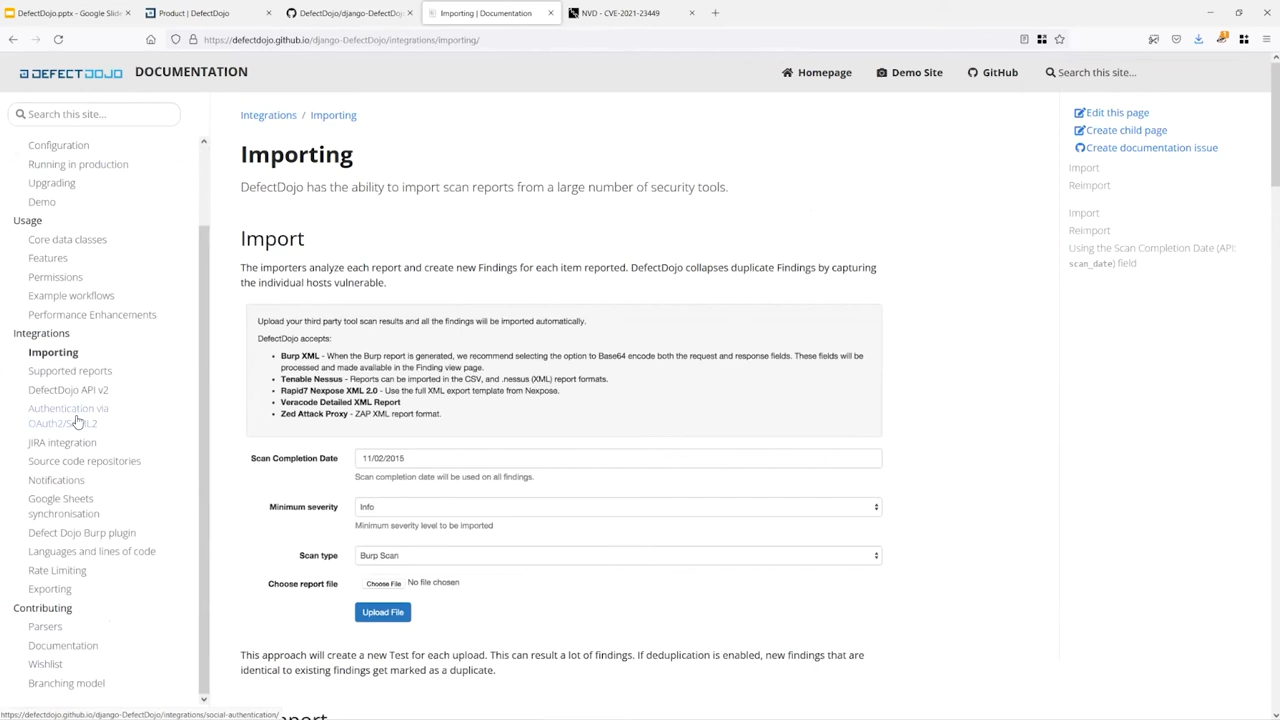 DefectDojo.pptx - Google Slide
Product | DefectDojo
DefectDojo/django-DefectDoj
Importing | Documentation
NVD - CVE-2021-23449
https://defectdojo.github.io/django-DefectDojo/integrations/importing/
DEFECTDOJO DOCUMENTATION
Homepage
Demo Site
GitHub
Search this site...
Search this site...
Configuration
Running in production
Upgrading
Demo
Usage
Core data classes
Features
Permissions
Example workflows
Performance Enhancements
Integrations
Importing
Supported reports
DefectDojo API v2
Authentication via
OAuth2/SAML2
JIRA integration
Source code repositories
Notifications
Google Sheets
synchronisation
Defect Dojo Burp plugin
Languages and lines of code
Rate Limiting
Exporting
Contributing
Parsers
Documentation
Wishlist
Branching model
Integrations / Importing
Importing
DefectDojo has the ability to import scan reports from a large number of security tools.
Import
The importers analyze each report and create new Findings for each item reported. DefectDojo collapses duplicate Findings by capturing
the individual hosts vulnerable.
Upload your third party tool scan results and all the findings will be imported automatically.
DefectDojo accepts:
• Burp XML - When the Burp report is generated, we recommend selecting the option to Base64 encode both the request and response fields. These fields will be
processed and made available in the Finding view page.
• Tenable Nessus - Reports can be imported in the CSV, and .nessus (XML) report formats.
• Rapid7 Nexpose XML 2.0 - Use the full XML export template from Nexpose.
• Veracode Detailed XML Report
• Zed Attack Proxy - ZAP XML report format.
Scan Completion Date
11/02/2015
Scan completion date will be used on all findings.
Minimum severity
Info
Minimum severity level to be imported
Scan type
Burp Scan
Choose report file
Choose File No file chosen
Upload File
This approach will create a new Test for each upload. This can result a lot of findings. If deduplication is enabled, new findings that are
identical to existing findings get marked as a duplicate.
Edit this page
Create child page
Create documentation issue
Import
Reimport
Import
Reimport
Using the Scan Completion Date (API:
scan_date) field
https://defectdojo.github.io/django-DefectDojo/integrations/social-authentication/